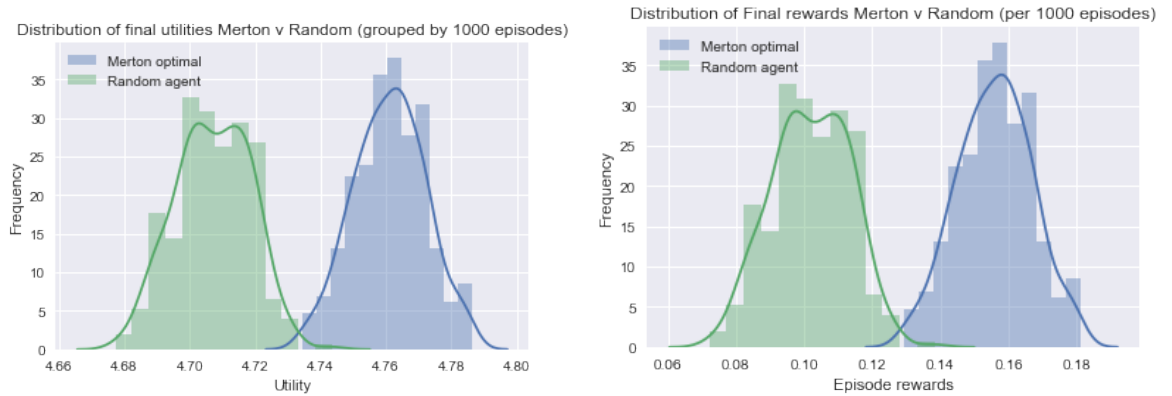 Distribution of final utilities Merton v Random (grouped by 1000 episodes)
Merton optimal
Random agent
Frequency
35
30
25
20
15
10
5
0
4.66 4.68 4.70 4.72 4.74 4.76 4.78 4.80
Utility
Distribution of Final rewards Merton v Random (per 1000 episodes)
Merton optimal
Random agent
Frequency
35
30
25
20
15
10
5
0
0.06 0.08 0.10 0.12 0.14 0.16 0.18
Episode rewards